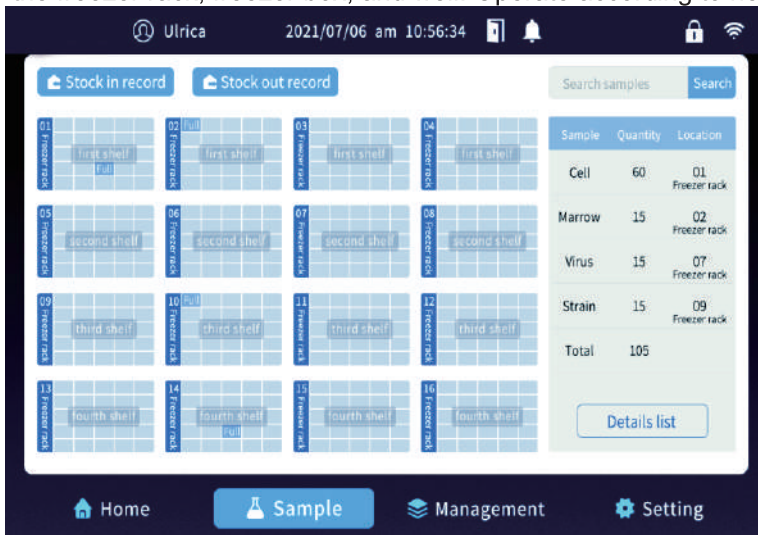 Ulrica 2021/07/06 am 10:56:34
Stock in record Stock out record Search samples Search
01 Freezer rack first shelf Full
02 Full Freezer rack first shelf
03 Freezer rack first shelf
04 Freezer rack first shelf
05 Freezer rack second shelf
06 Freezer rack second shelf
07 Freezer rack second shelf
08 Freezer rack second shelf
09 Freezer rack third shelf
10 Full Freezer rack third shelf
11 Freezer rack third shelf
12 Freezer rack third shelf
13 Freezer rack fourth shelf
14 Freezer rack fourth shelf Full
15 Freezer rack fourth shelf
16 Freezer rack fourth shelf
Sample Quantity Location
Cell 60 01
Freezer rack
Marrow 15 02
Freezer rack
Virus 15 07
Freezer rack
Strain 15 09
Freezer rack
Total 105
Details list
Home Sample Management Setting